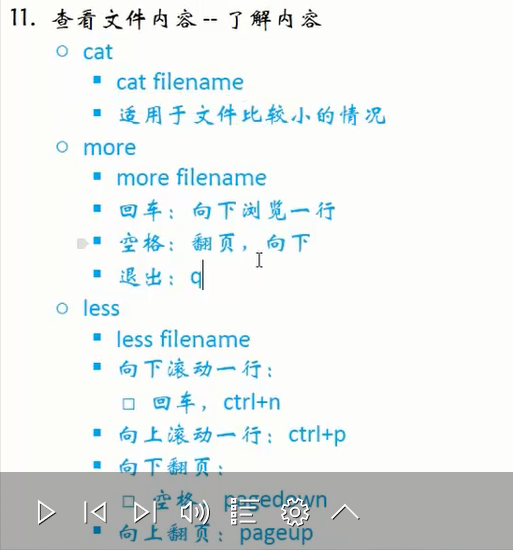 11. 查看文件内容 -- 了解内容
cat
cat filename
适用于文件比较小的情况
more
more filename
回车：向下浏览一行
空格：翻页，向下
退出：q
less
less filename
向下滚动一行：
回车，ctrl+n
向上滚动一行：ctrl+p
向下翻页：
空格，pagedown
向上翻页：pageup